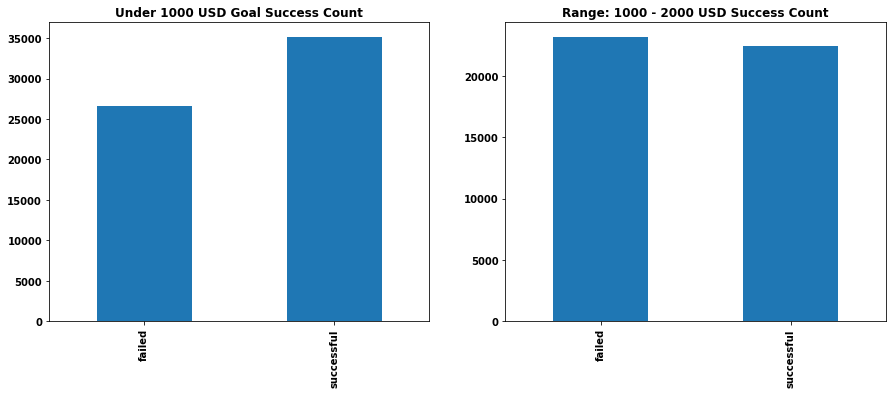 Under 1000 USD Goal Success Count
35000
30000
25000
20000
15000
10000
5000
0
failed
successful
Range: 1000 - 2000 USD Success Count
20000
15000
10000
5000
0
failed
successful